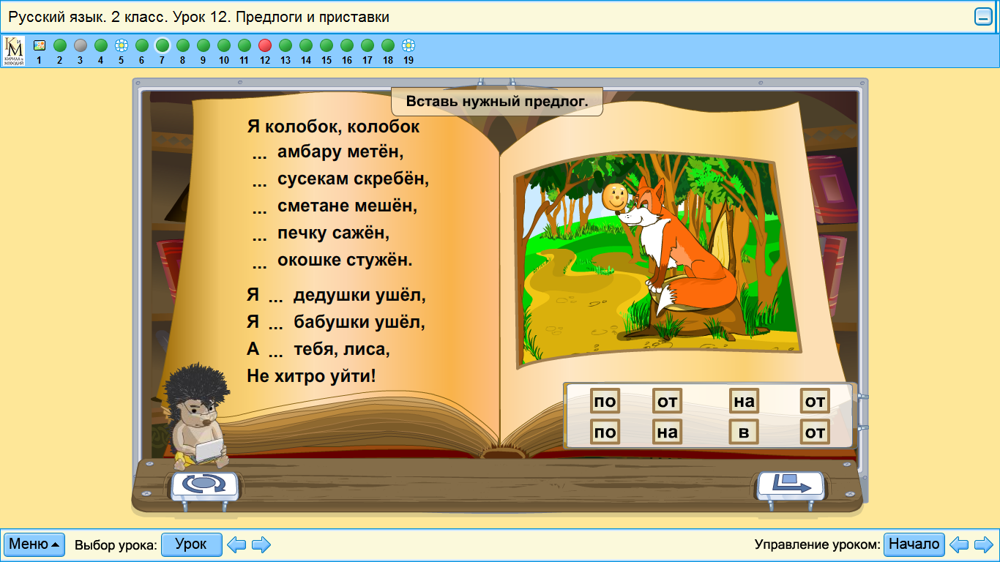 Русский язык. 2 класс. Урок 12. Предлоги и приставки
КиМ
КИРИЛЛ и МЕФОДИЙ
1 2 3 4 5 6 7 8 9 10 11 12 13 14 15 16 17 18 19
Вставь нужный предлог.
Я колобок, колобок
... амбару метён,
... сусекам скребён,
... сметане мешён,
... печку сажён,
... окошке стужён.
Я ... дедушки ушёл,
Я ... бабушки ушёл,
А ... тебя, лиса,
Не хитро уйти!
по от на от
по на в от
Меню Выбор урока: Урок Управление уроком: Начало